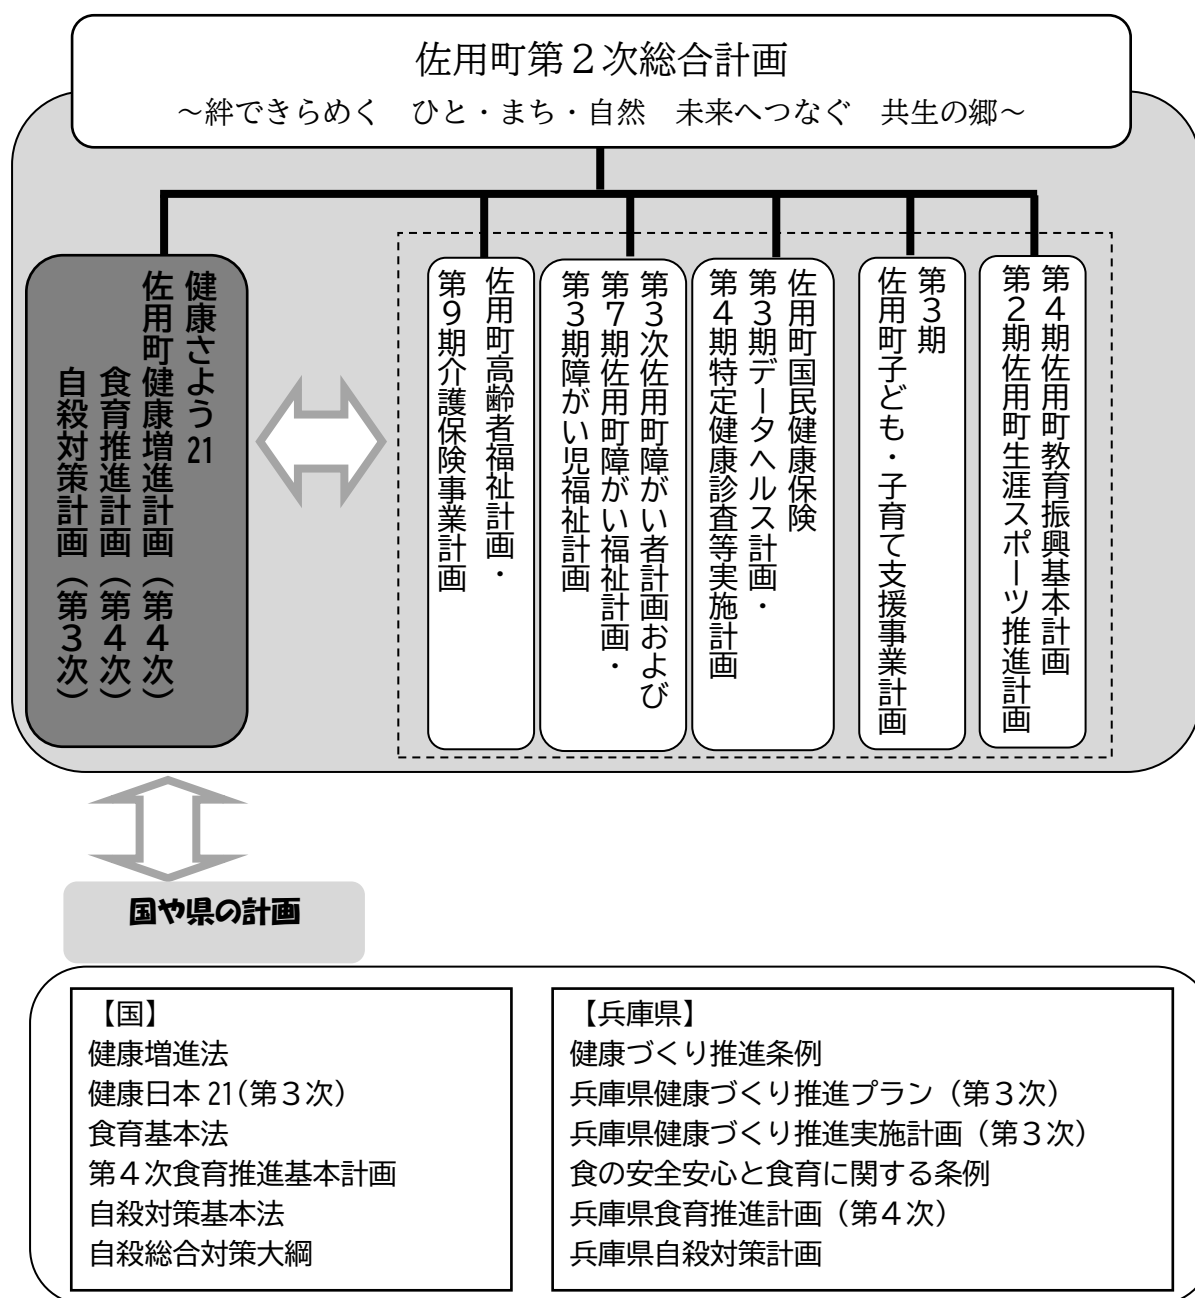 佐用町第２次総合計画
～絆できらめく　ひと・まち・自然　未来へつなぐ　共生の郷～
健康さよう21
佐用町健康増進計画（第４次）
食育推進計画（第４次）
自殺対策計画（第３次）
佐用町高齢者福祉計画・
第９期介護保険事業計画
第３次佐用町障がい者計画および
第７期佐用町障がい福祉計画・
第３期障がい児福祉計画
佐用町国民健康保険
第３期データヘルス計画・
第４期特定健康診査等実施計画
第３期
佐用町子ども・子育て支援事業計画
第４期佐用町教育振興基本計画
第２期佐用町生涯スポーツ推進計画
国や県の計画
【国】
健康増進法
健康日本21(第３次）
食育基本法
第４次食育推進基本計画
自殺対策基本法
自殺総合対策大綱
【兵庫県】
健康づくり推進条例
兵庫県健康づくり推進プラン（第３次）
兵庫県健康づくり推進実施計画（第３次）
食の安全安心と食育に関する条例
兵庫県食育推進計画（第４次）
兵庫県自殺対策計画